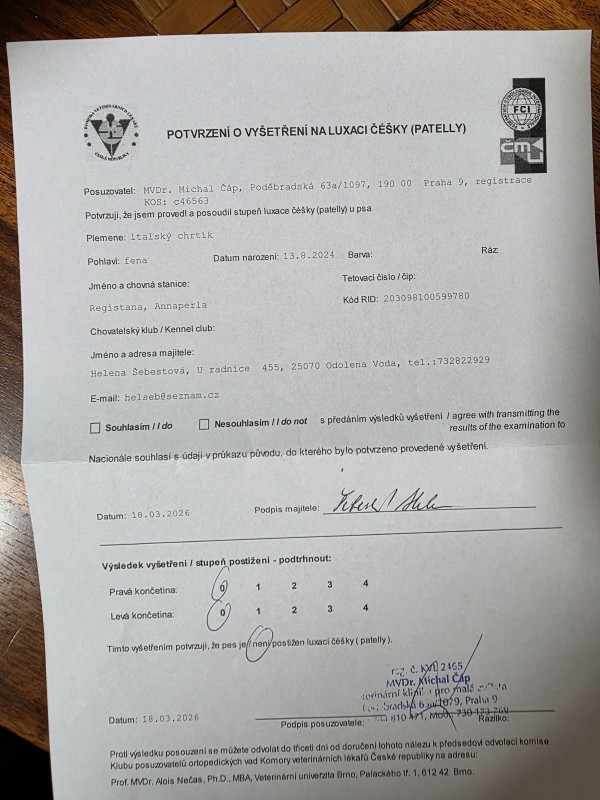 FCI
POTVRZENÍ O VYŠETŘENÍ NA LUXACI ČÉŠKY (PATELLY)
Posuzovatel: MVDr. Michal Čáp, Poděbradská 63a/1097, 190 00 Praha 9, registrace
KOS: c46563
Potvrzuji, že jsem provedl a posoudil stupeň luxace čéšky (patelly) u psa
Plemene: italský chrtík
Pohlaví: fena Datum narození: 13.8.2024 Barva: Ráz:
Jméno a chovná stanice: Tetovací číslo / čip:
Registana, Annaperla Kód RID: 203098100599780
Chovatelský klub / Kennel club:
Jméno a adresa majitele:
Helena Šebestová, U radnice 455, 25070 Odolena Voda, tel.:732822929
E-mail: helseb@seznam.cz
Souhlasím / I do Nesouhlasím / I do not s předáním výsledků vyšetření / agree with transmitting the
results of the examination to
Nacionále souhlasí s údaji v průkazu původu, do kterého bylo potvrzeno provedené vyšetření.
Datum: 18.03.2026 Podpis majitele:
Výsledek vyšetření / stupeň postižení - podtrhnout:
Pravá končetina: 0 1 2 3 4
Levá končetina: 0 1 2 3 4
Tímto vyšetřením potvrzuji, že pes je / není postižen luxací čéšky ( patelly ).
MVDr. Michal Čáp
Praha 9
Datum: 18.03.2026 Podpis posuzovatele: Razítko:
Proti výsledku posouzení se můžete odvolat do třiceti dní od doručení tohoto nálezu k předsedovi odvolací komise
Klubu posuzovatelů ortopedických vad Komory veterinárních lékařů České republiky na adresu:
Prof. MVDr. Alois Nečas, Ph.D., MBA, Veterinární univerzita Brno, Palackého tř. 1, 612 42 Brno.